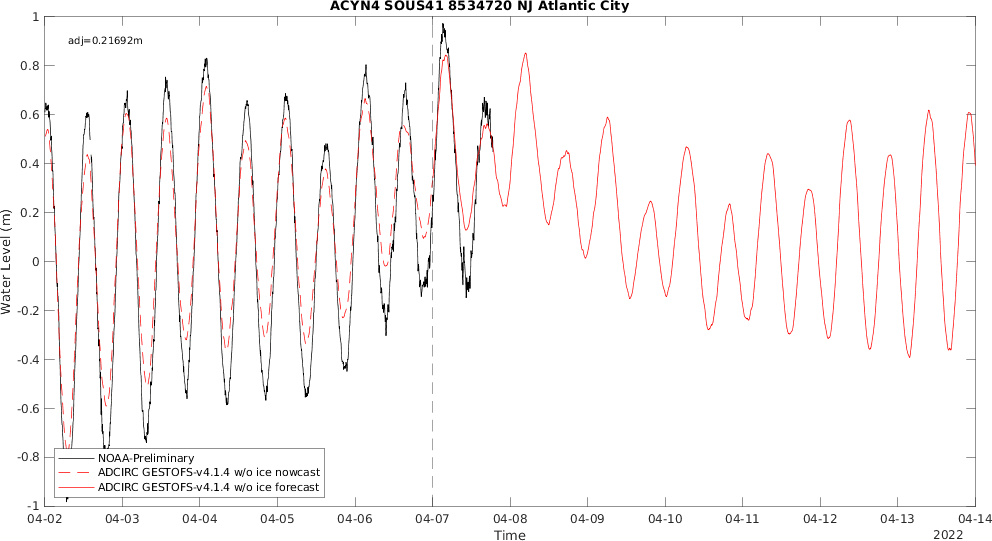 ACYN4 SOUS41 8534720 NJ Atlantic City
adj=0.21692m
1
0.8
0.6
0.4
0.2
0
-0.2
-0.4
-0.6
-0.8
-1
Water Level (m)
NOAA-Preliminary
ADCIRC GESTOFS-v4.1.4 w/o ice nowcast
ADCIRC GESTOFS-v4.1.4 w/o ice forecast
04-02 04-03 04-04 04-05 04-06 04-07 04-08 04-09 04-10 04-11 04-12 04-13 04-14
Time
2022